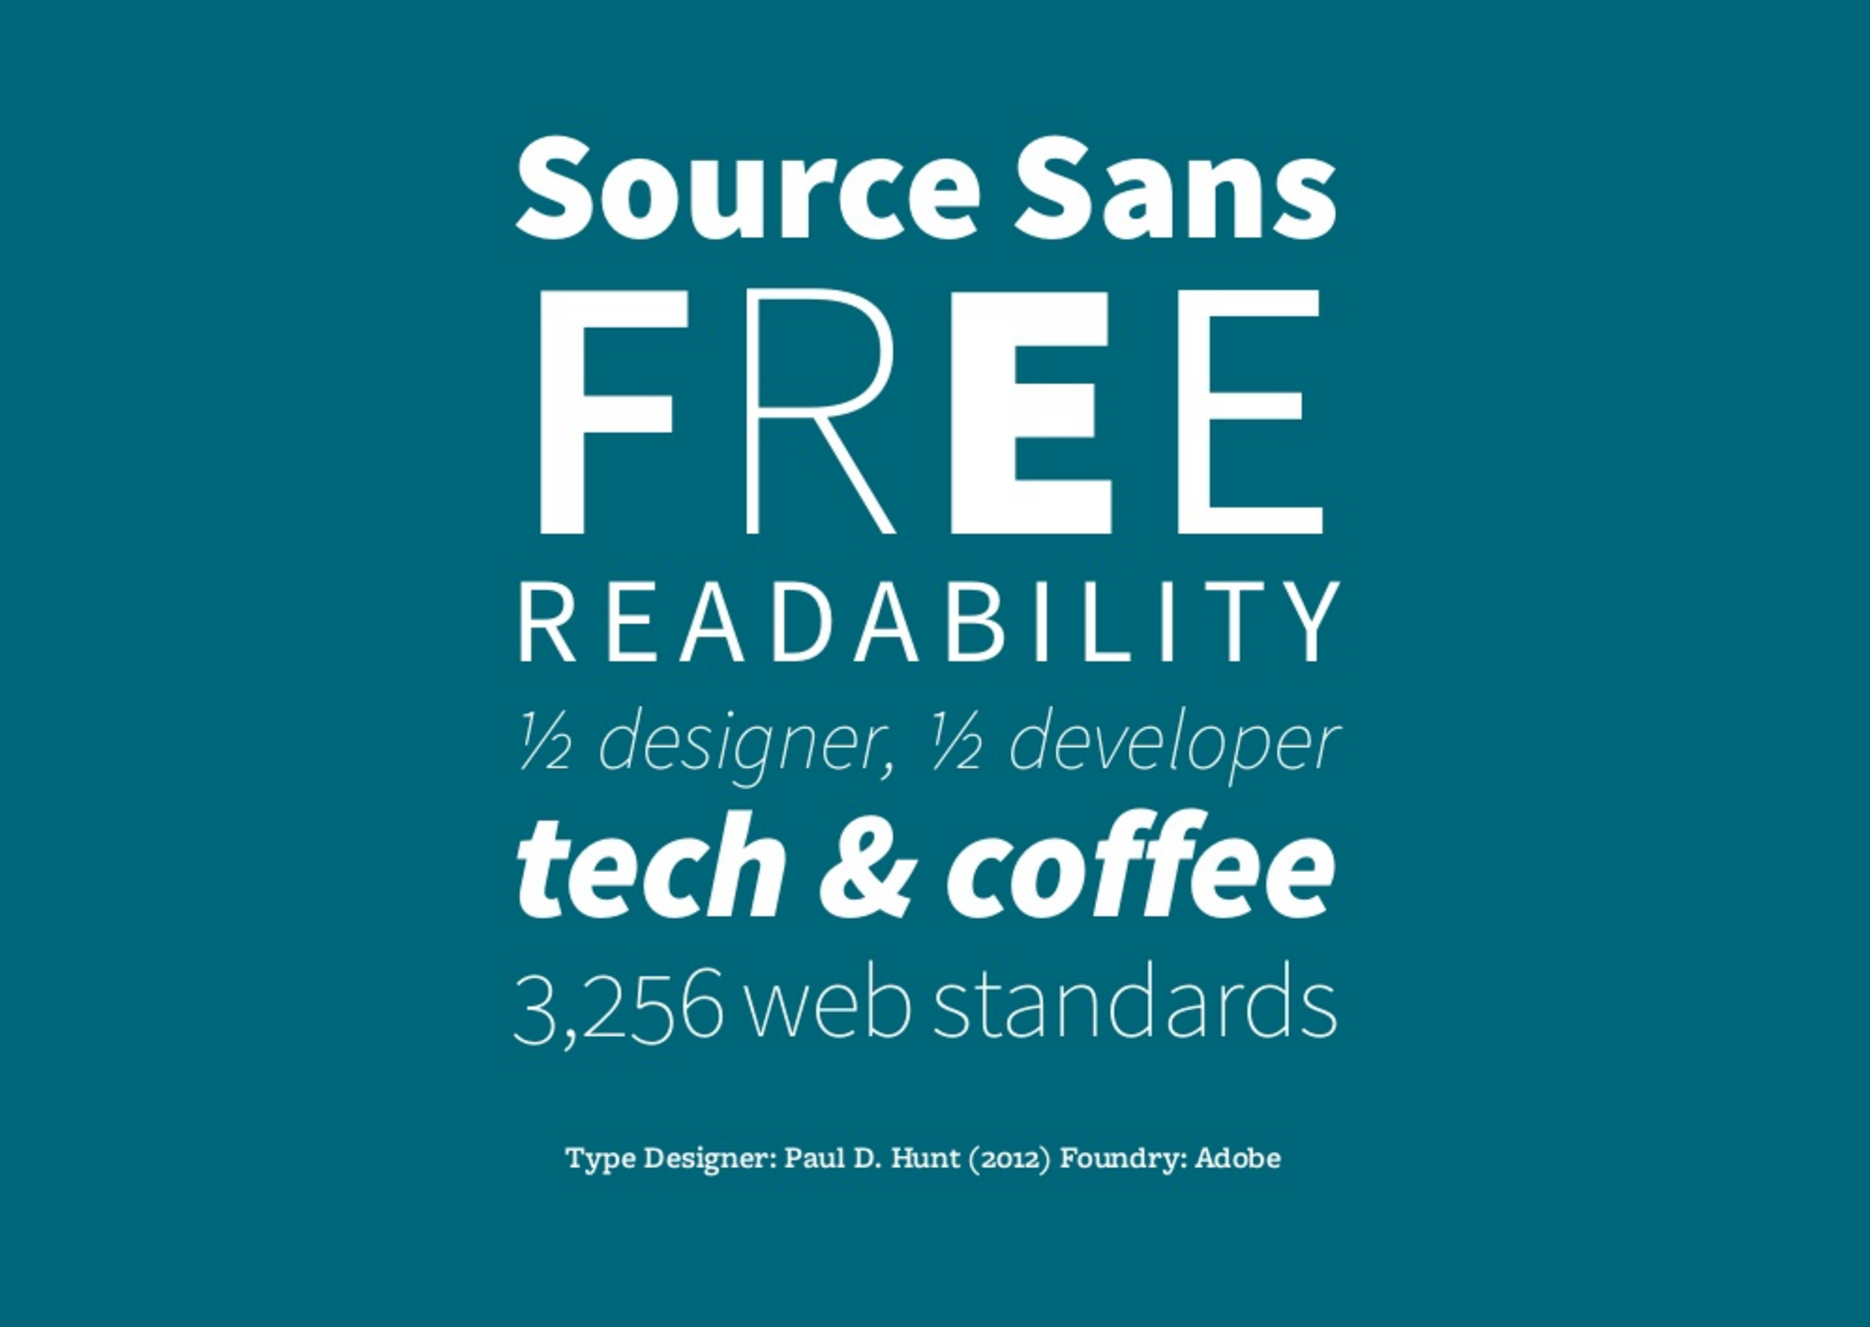 Source Sans
FREE
READABILITY
½ designer, ½ developer
tech & coffee
3,256 web standards
Type Designer: Paul D. Hunt (2012) Foundry: Adobe